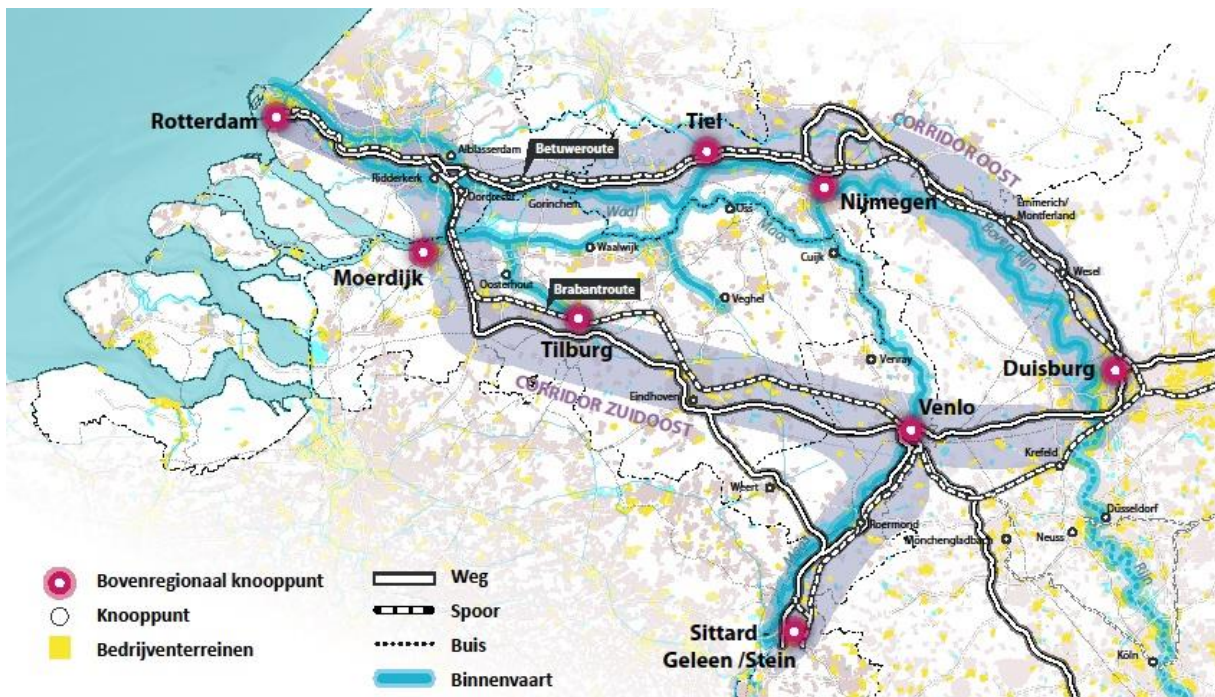 Rotterdam
Alblasserdam
Betuweroute
Tiel
CORRIDOR OOST
Ridderkerk
Dordrecht
Gorinchem
Waal
Oss
Maas
Nijmegen
Emmerich/
Montferland
Boven-Rijn
Moerdijk
Waalwijk
Cuijk
Wesel
Oosterhout
Brabantroute
Veghel
Tilburg
Venray
Duisburg
CORRIDOR ZUIDOOST
Eindhoven
Venlo
Krefeld
Weert
Düsseldorf
Roermond
Mönchengladbach
Neuss
Rijn
Sittard -
Geleen /Stein
Köln
Bovenregionaal knooppunt
Knooppunt
Bedrijventerreinen
Weg
Spoor
Buis
Binnenvaart